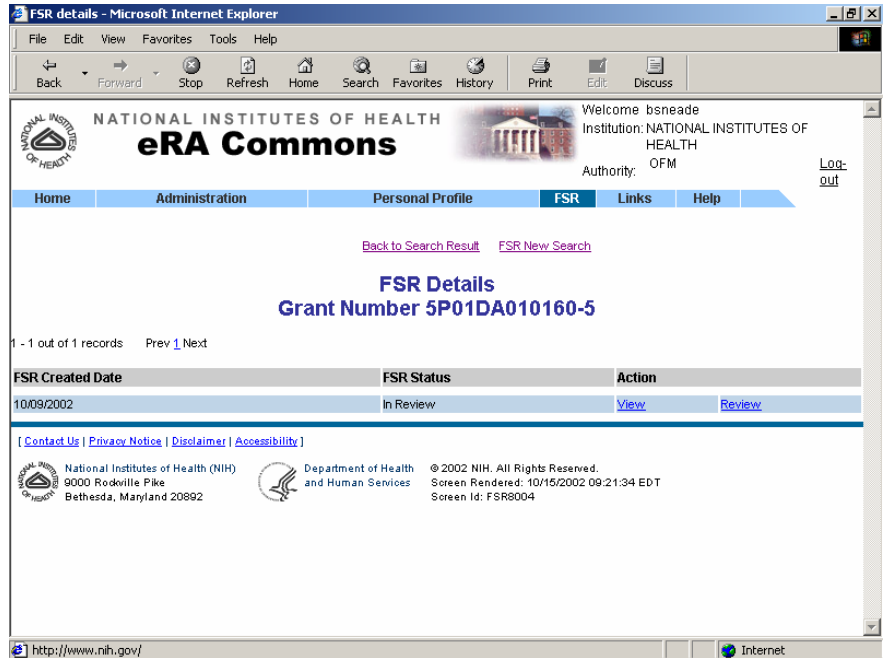 FSR details - Microsoft Internet Explorer
File Edit View Favorites Tools Help
Back Forward Stop Refresh Home Search Favorites History Print Edit Discuss
NATIONAL INSTITUTES OF HEALTH
eRA Commons
NATIONAL INSTITUTES
OF HEALTH
Welcome bsneade
Institution: NATIONAL INSTITUTES OF
HEALTH
Authority: OFM
Log-
out
Home Administration Personal Profile FSR Links Help
Back to Search Result FSR New Search
FSR Details
Grant Number 5P01DA010160-5
1 - 1 out of 1 records Prev 1 Next
FSR Created Date FSR Status Action
10/09/2002 In Review View Review
[ Contact Us | Privacy Notice | Disclaimer | Accessibility ]
National Institutes of Health (NIH)
9000 Rockville Pike
Bethesda, Maryland 20892
Department of Health
and Human Services
© 2002 NIH. All Rights Reserved.
Screen Rendered: 10/15/2002 09:21:34 EDT
Screen Id: FSR8004
http://www.nih.gov/ Internet